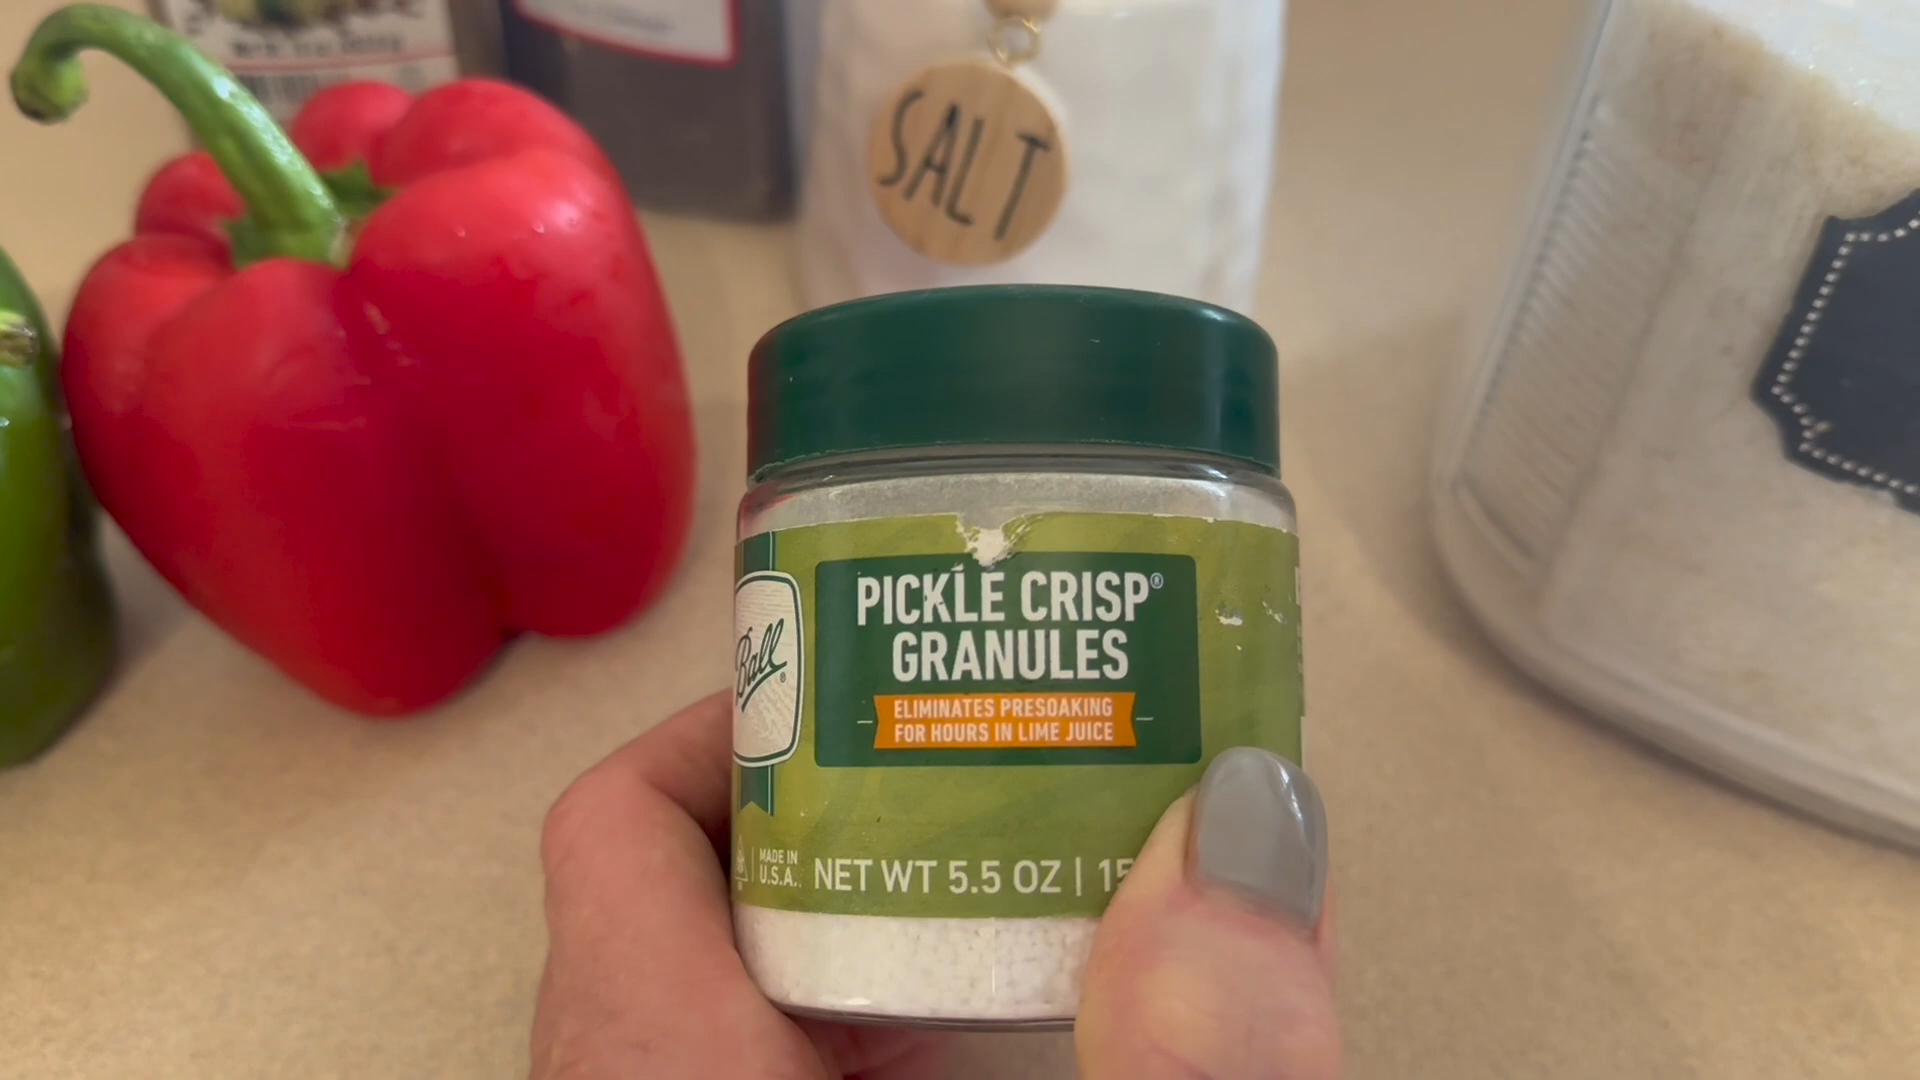 SALT
PICKLE CRISP®
GRANULES
ELIMINATES PRESOAKING
FOR HOURS IN LIME JUICE
Ball®
MADE IN
U.S.A.
NET WT 5.5 OZ | 15